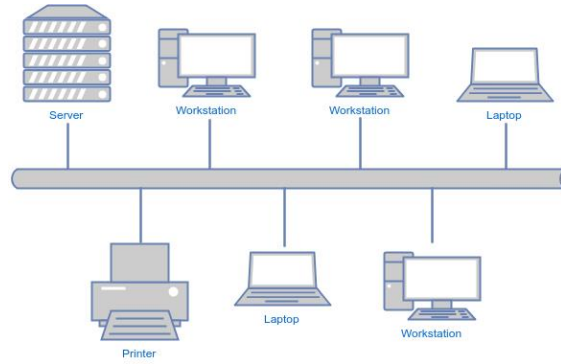 Server
Workstation
Workstation
Laptop
Printer
Laptop
Workstation